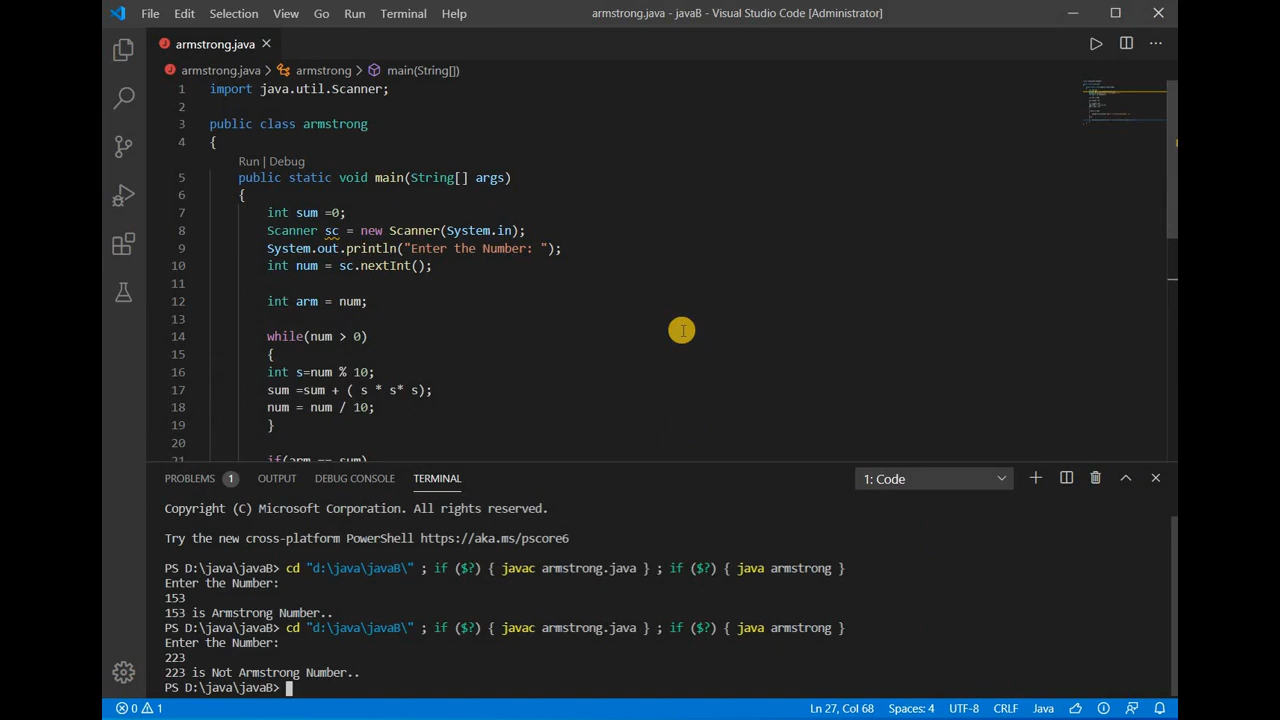 File Edit Selection View Go Run Terminal Help armstrong.java - javaB - Visual Studio Code [Administrator]
armstrong.java
armstrong.java > armstrong > main(String[])
1 import java.util.Scanner;
2
3 public class armstrong
4 {
Run | Debug
5 public static void main(String[] args)
6 {
7 int sum =0;
8 Scanner sc = new Scanner(System.in);
9 System.out.println("Enter the Number: ");
10 int num = sc.nextInt();
11
12 int arm = num;
13
14 while(num > 0)
15 {
16 int s=num % 10;
17 sum =sum + ( s * s* s);
18 num = num / 10;
19 }
20
21 if(arm == sum)
PROBLEMS 1 OUTPUT DEBUG CONSOLE TERMINAL 1: Code
Copyright (C) Microsoft Corporation. All rights reserved.
Try the new cross-platform PowerShell https://aka.ms/pscore6
PS D:\java\javaB> cd "d:\java\javaB\" ; if ($?) { javac armstrong.java } ; if ($?) { java armstrong }
Enter the Number:
153
153 is Armstrong Number..
PS D:\java\javaB> cd "d:\java\javaB\" ; if ($?) { javac armstrong.java } ; if ($?) { java armstrong }
Enter the Number:
223
223 is Not Armstrong Number..
PS D:\java\javaB>
0 1 Ln 27, Col 68 Spaces: 4 UTF-8 CRLF Java